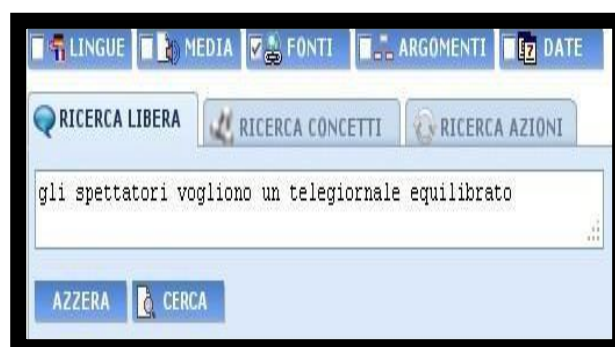 LINGUE MEDIA FONTI ARGOMENTI DATE
RICERCA LIBERA RICERCA CONCETTI RICERCA AZIONI
gli spettatori vogliono un telegiornale equilibrato
AZZERA CERCA